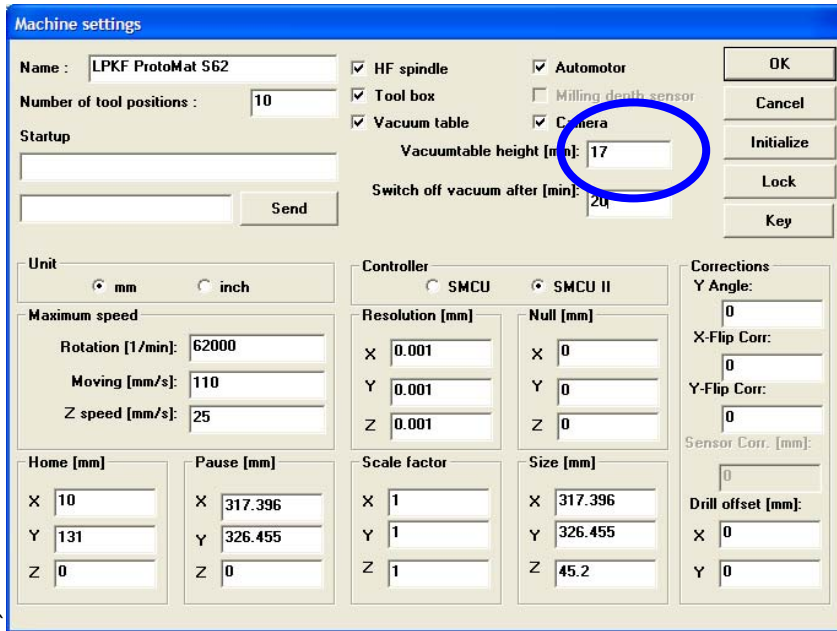 Machine settings
Name : LPKF ProtoMat S62
HF spindle
Automotor
OK
Number of tool positions : 10
Tool box
Milling depth sensor
Cancel
Startup
Vacuum table
Camera
Vacuumtable height [mm]: 17
Initialize
Switch off vacuum after [min]: 20
Lock
Send
Key
Unit
mm
inch
Controller
SMCU
SMCU II
Corrections
Y Angle:
0
X-Flip Corr:
0
Y-Flip Corr:
0
Sensor Corr. [mm]:
0
Drill offset [mm]:
X 0
Y 0
Maximum speed
Rotation [1/min]: 62000
Moving [mm/s]: 110
Z speed [mm/s]: 25
Resolution [mm]
X 0.001
Y 0.001
Z 0.001
Null [mm]
X 0
Y 0
Z 0
Home [mm]
X 10
Y 131
Z 0
Pause [mm]
X 317.396
Y 326.455
Z 0
Scale factor
X 1
Y 1
Z 1
Size [mm]
X 317.396
Y 326.455
Z 45.2